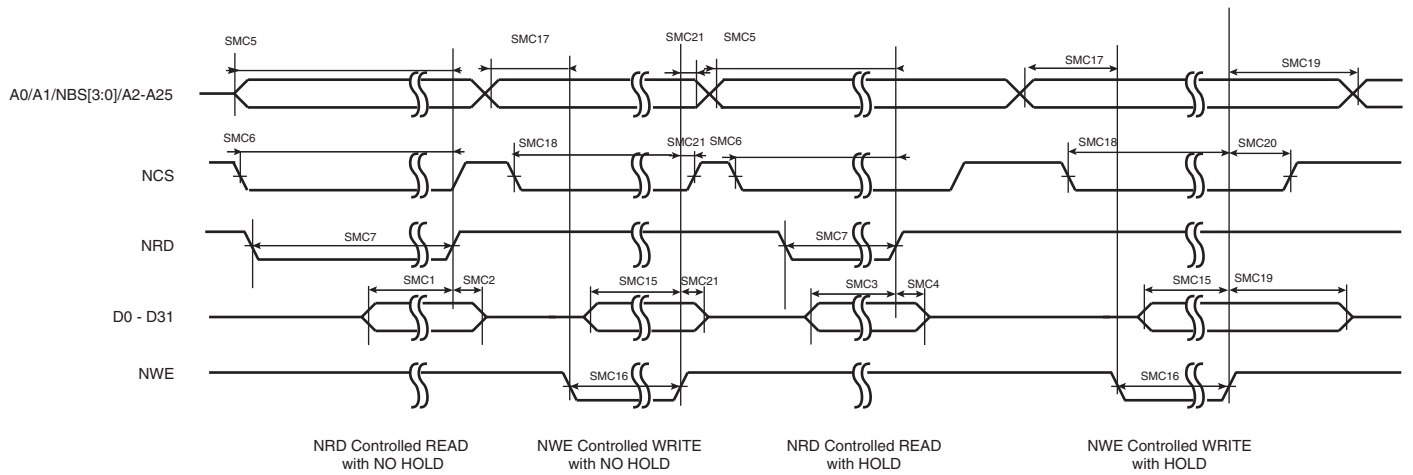 SMC5 SMC17 SMC21 SMC5 SMC17 SMC19
A0/A1/NBS[3:0]/A2-A25
SMC6 SMC18 SMC21 SMC6 SMC18 SMC20
NCS
SMC7 SMC7
NRD
SMC1 SMC2 SMC15 SMC21 SMC3 SMC4 SMC15 SMC19
D0 - D31
NWE
SMC16 SMC16
NRD Controlled READ
with NO HOLD
NWE Controlled WRITE
with NO HOLD
NRD Controlled READ
with HOLD
NWE Controlled WRITE
with HOLD